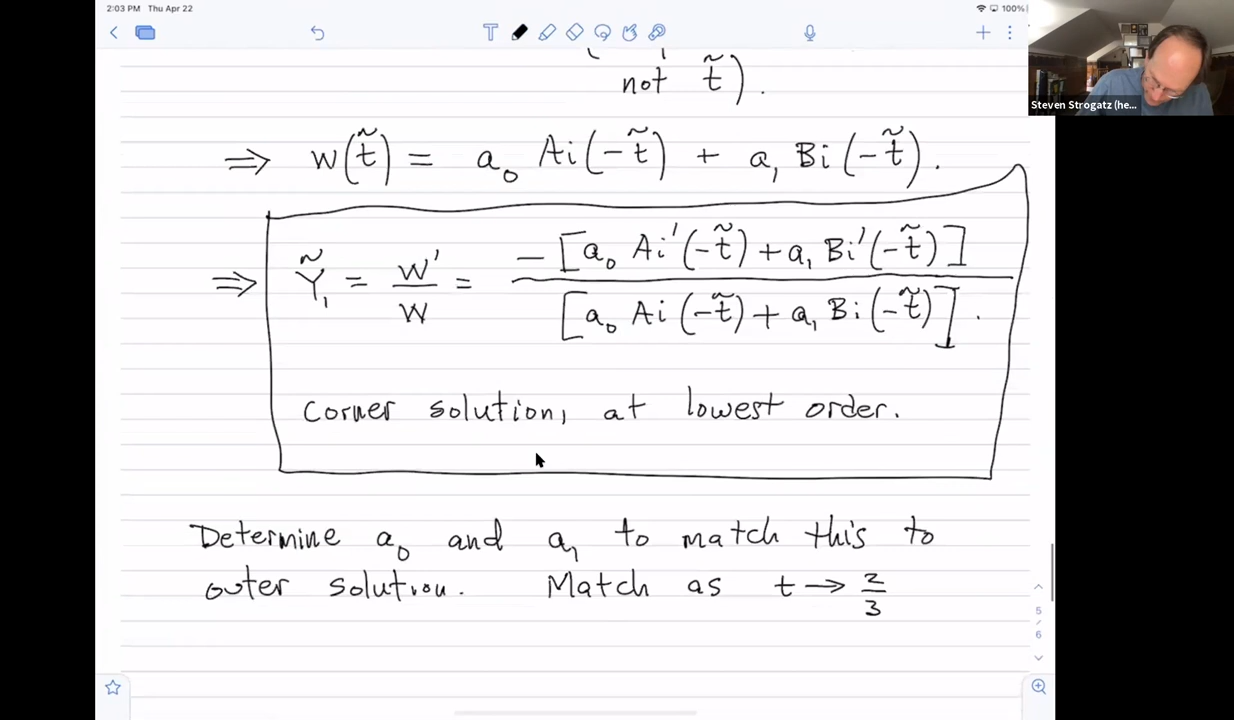 2:03 PM Thu Apr 22
100%
Steven Strogatz (he...
not t̃).
⇒ w(t̃) = a₀ Ai(-t̃) + a₁ Bi(-t̃).
⇒ Ỹ₁ = w'/w = -[a₀ Ai'(-t̃) + a₁ Bi'(-t̃)] / [a₀ Ai(-t̃) + a₁ Bi(-t̃)].
Corner solution, at lowest order.
Determine a₀ and a₁ to match this to
outer solution. Match as t → 2/3
5
/
6